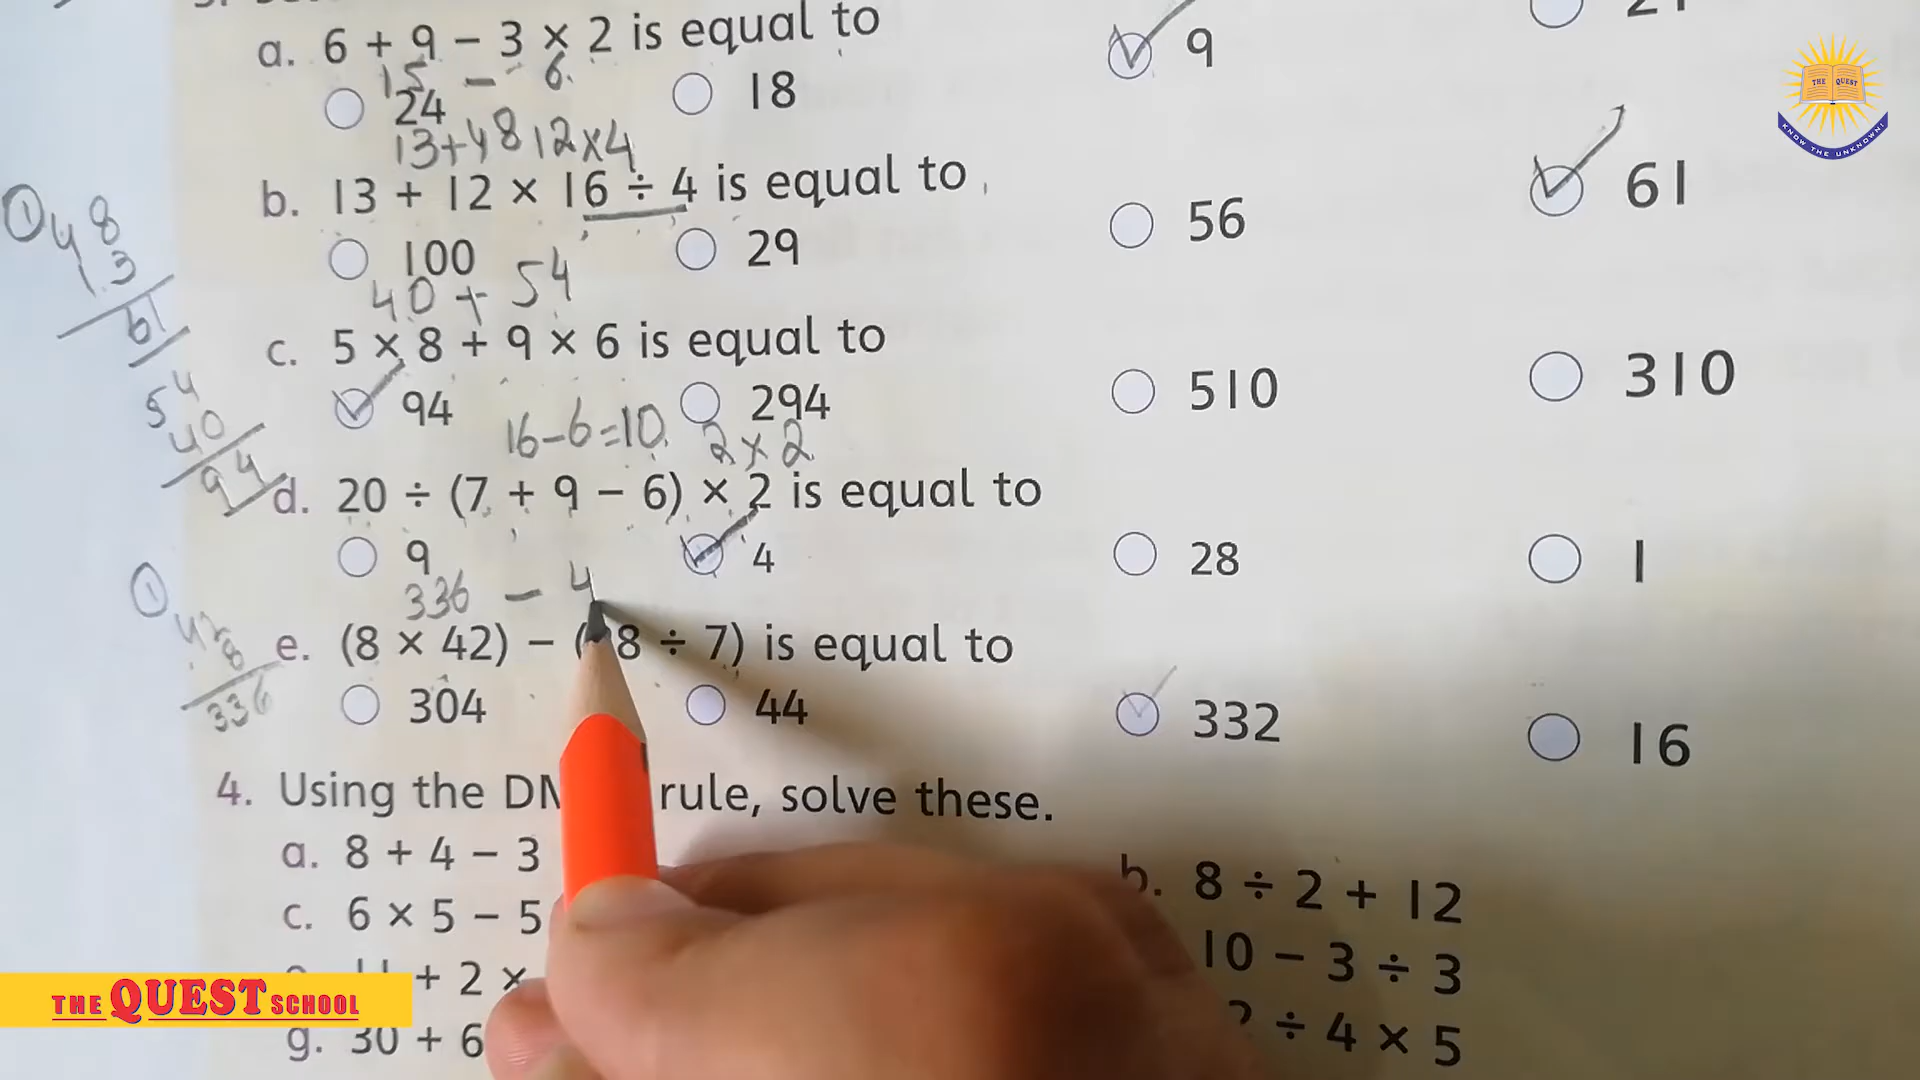 a. 6 + 9 − 3 × 2 is equal to
15 − 6
24 18 9
13+48 12×4
b. 13 + 12 × 16 ÷ 4 is equal to
100 29 56 61
40 + 54
c. 5 × 8 + 9 × 6 is equal to
94 294 510 310
16−6=10 2×2
d. 20 ÷ (7 + 9 − 6) × 2 is equal to
9 4 28 1
336 − 4
e. (8 × 42) − ( 8 ÷ 7) is equal to
304 44 332 16
4. Using the rule, solve these.
a. 8 + 4 − 3
b. 8 ÷ 2 + 12
c. 6 × 5 − 5
10 − 3 ÷ 3
+ 2 ×
÷ 4 × 5
g. 30 + 6
1
48
13
61
54
40
94
1
42
8
336
THE QUEST
KNOW THE UNKNOWN!
THE QUEST SCHOOL